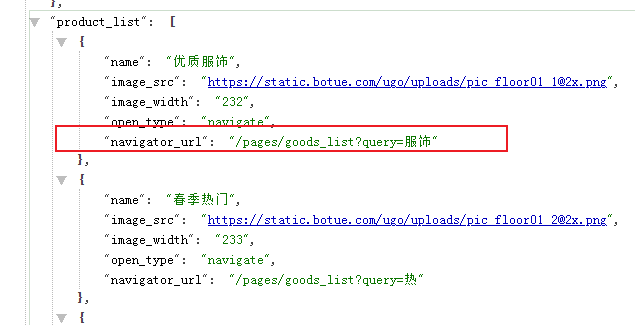 },
"product_list": [
{
"name": "优质服饰",
"image_src": "https://static.botue.com/ugo/uploads/pic_floor01_1@2x.png",
"image_width": "232",
"open_type": "navigate",
"navigator_url": "/pages/goods_list?query=服饰"
},
{
"name": "春季热门",
"image_src": "https://static.botue.com/ugo/uploads/pic_floor01_2@2x.png",
"image_width": "233",
"open_type": "navigate",
"navigator_url": "/pages/goods_list?query=热"
},
{